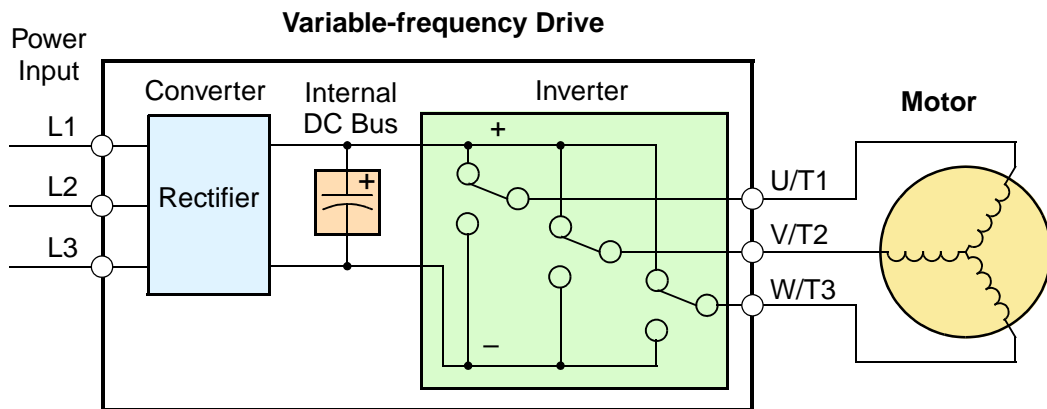 Variable-frequency Drive
Power
Input
Converter
Internal
DC Bus
Inverter
Motor
L1
L2
L3
Rectifier
+
+
–
U/T1
V/T2
W/T3